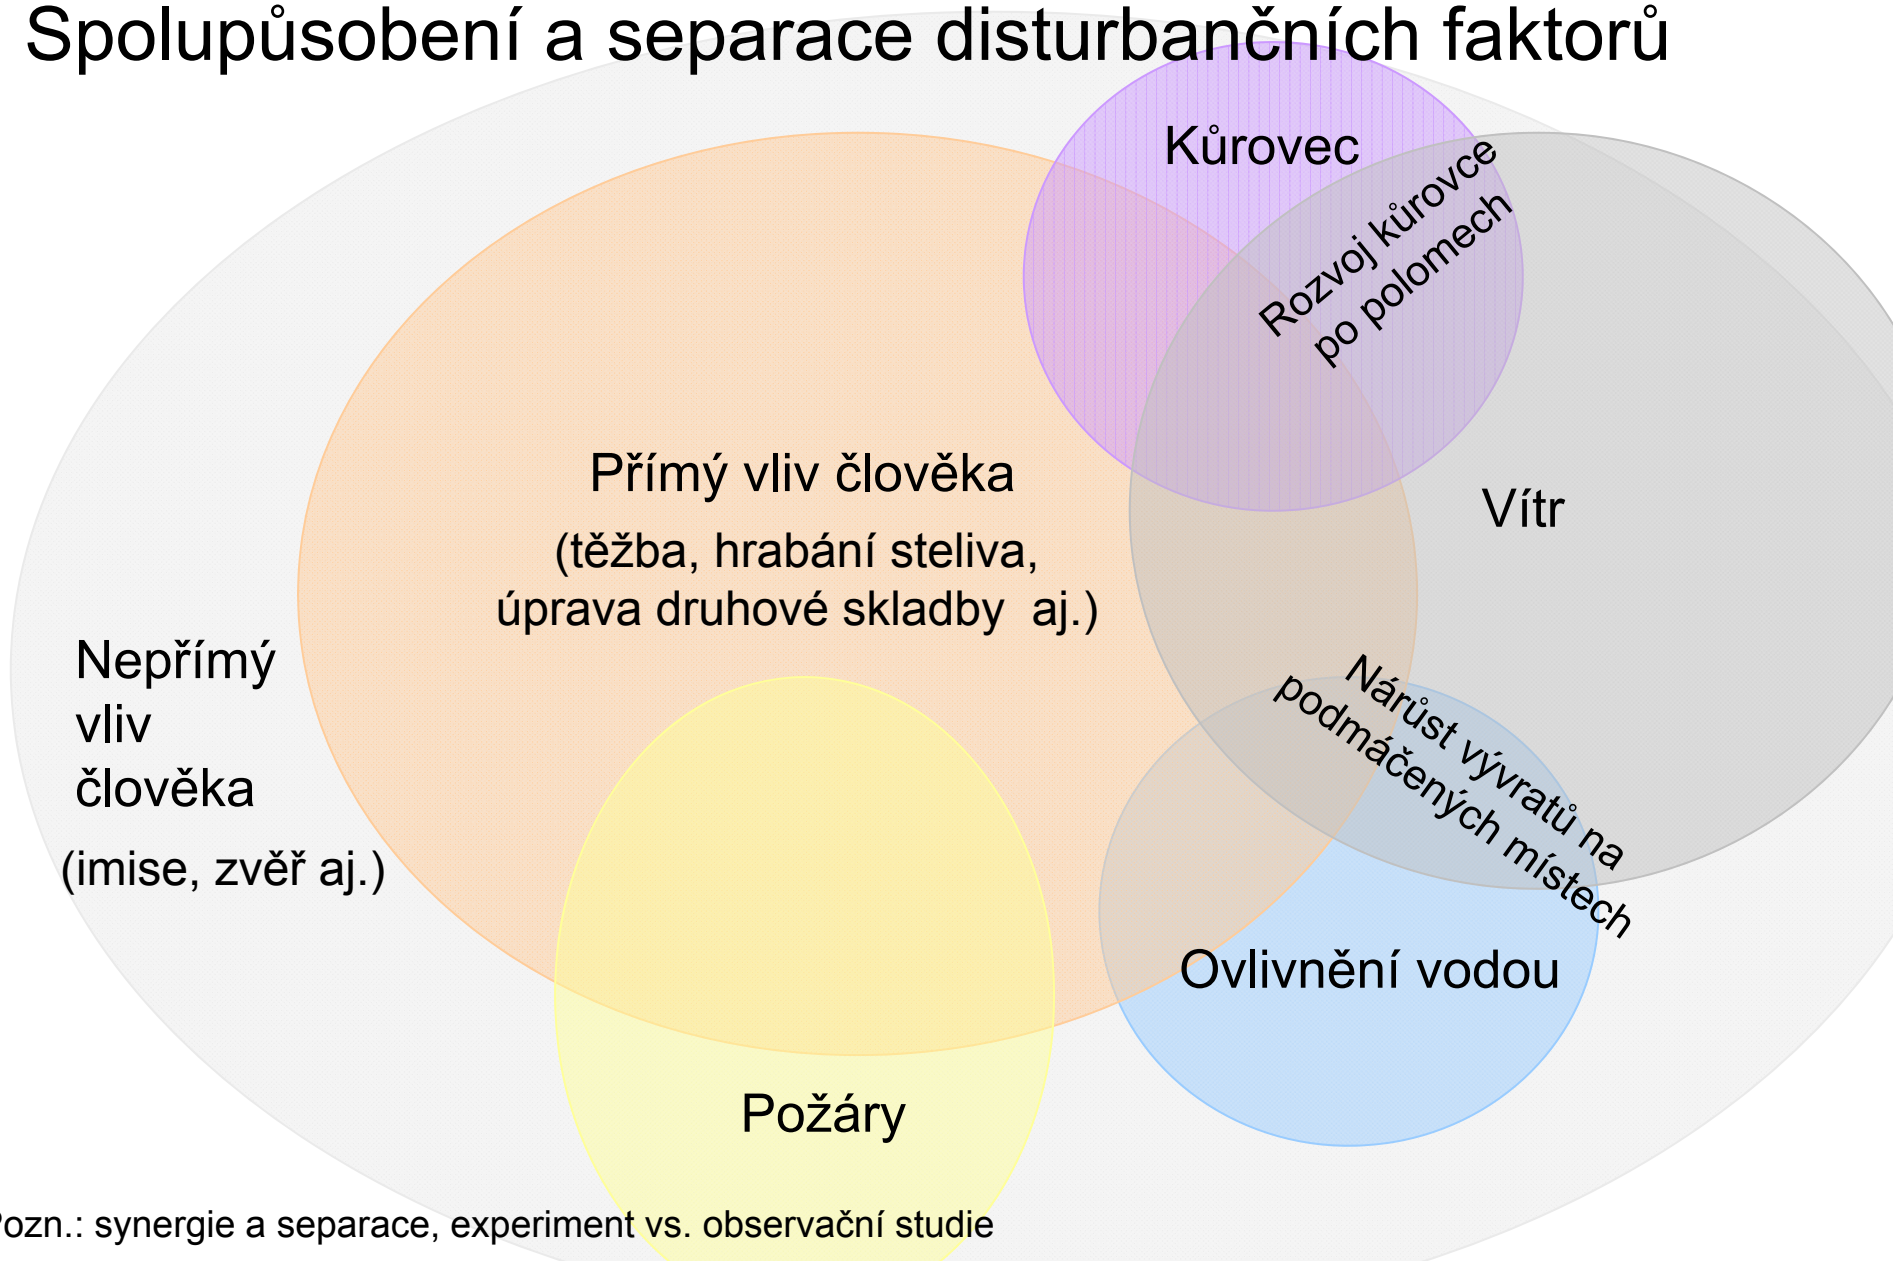 Spolupůsobení a separace disturbančních faktorů
Kůrovec
Rozvoj kůrovce
po polomech
Přímý vliv člověka
(těžba, hrabání steliva,
úprava druhové skladby aj.)
Vítr
Nepřímý
vliv
člověka
(imise, zvěř aj.)
Nárůst vývratů na
podmáčených místech
Ovlivnění vodou
Požáry
Pozn.: synergie a separace, experiment vs. observační studie